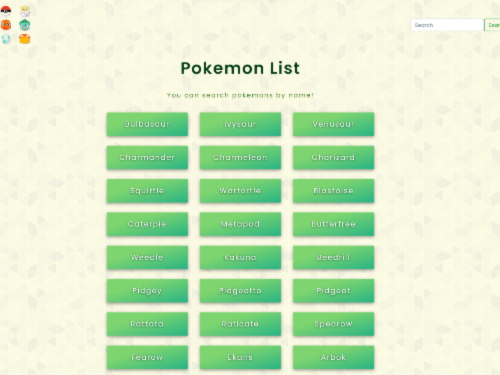 Search
Sear
Pokemon List
You can search pokemons by name!
Bulbasaur Ivysaur Venusaur
Charmander Charmeleon Charizard
Squirtle Wartortle Blastoise
Caterpie Metapod Butterfree
Weedle Kakuna Beedrill
Pidgey Pidgeotto Pidgeot
Rattata Raticate Spearow
Fearow Ekans Arbok